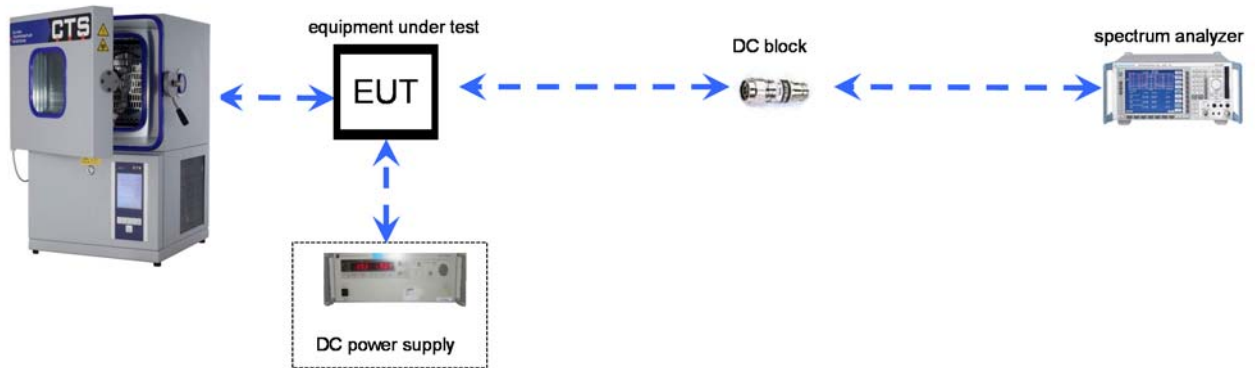 CTS
equipment under test
EUT
DC block
spectrum analyzer
DC power supply